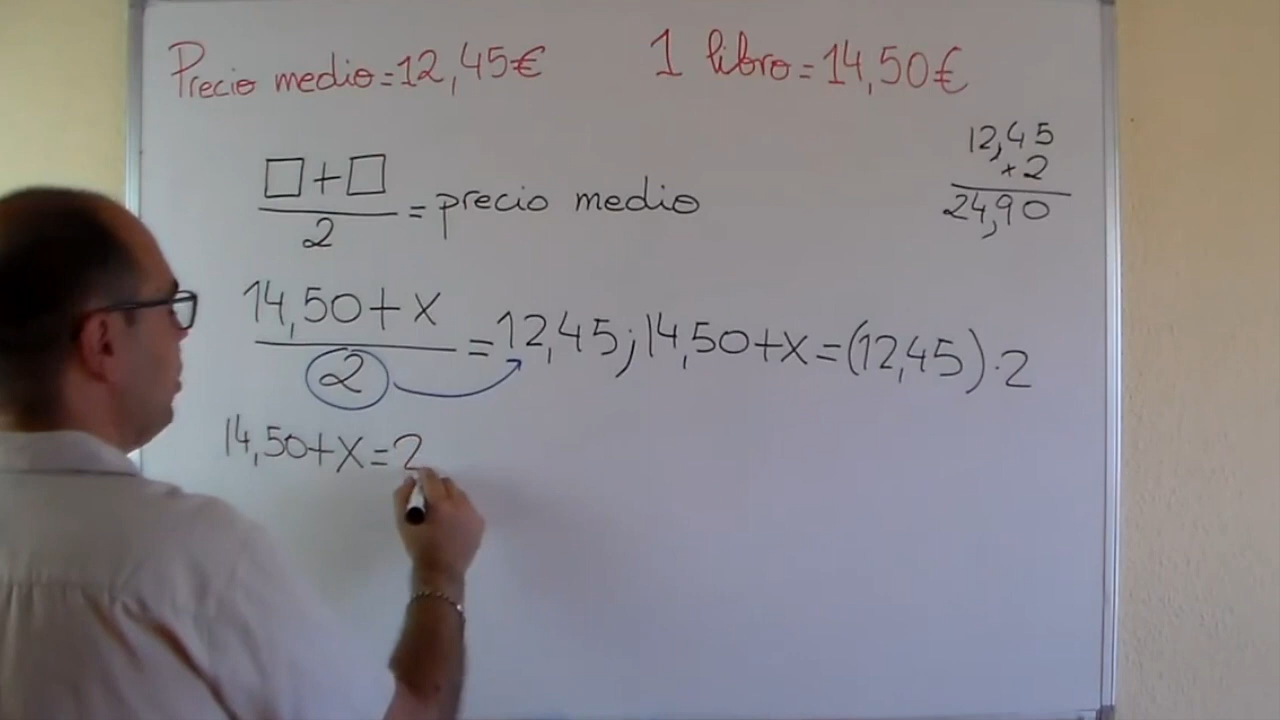 Precio medio=12,45€
1 libro=14,50€
12,45
×2
24,90
□+□
2
=precio medio
14,50+x
2
=12,45; 14,50+x=(12,45)·2
14,50+x=2